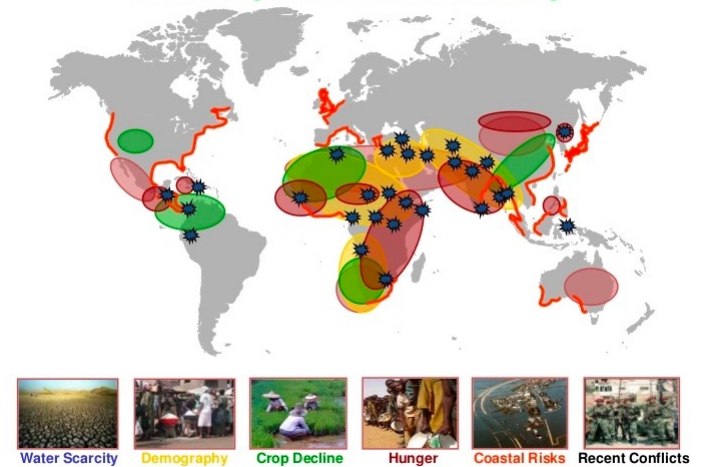 Water Scarcity
Demography
Crop Decline
Hunger
Coastal Risks
Recent Conflicts